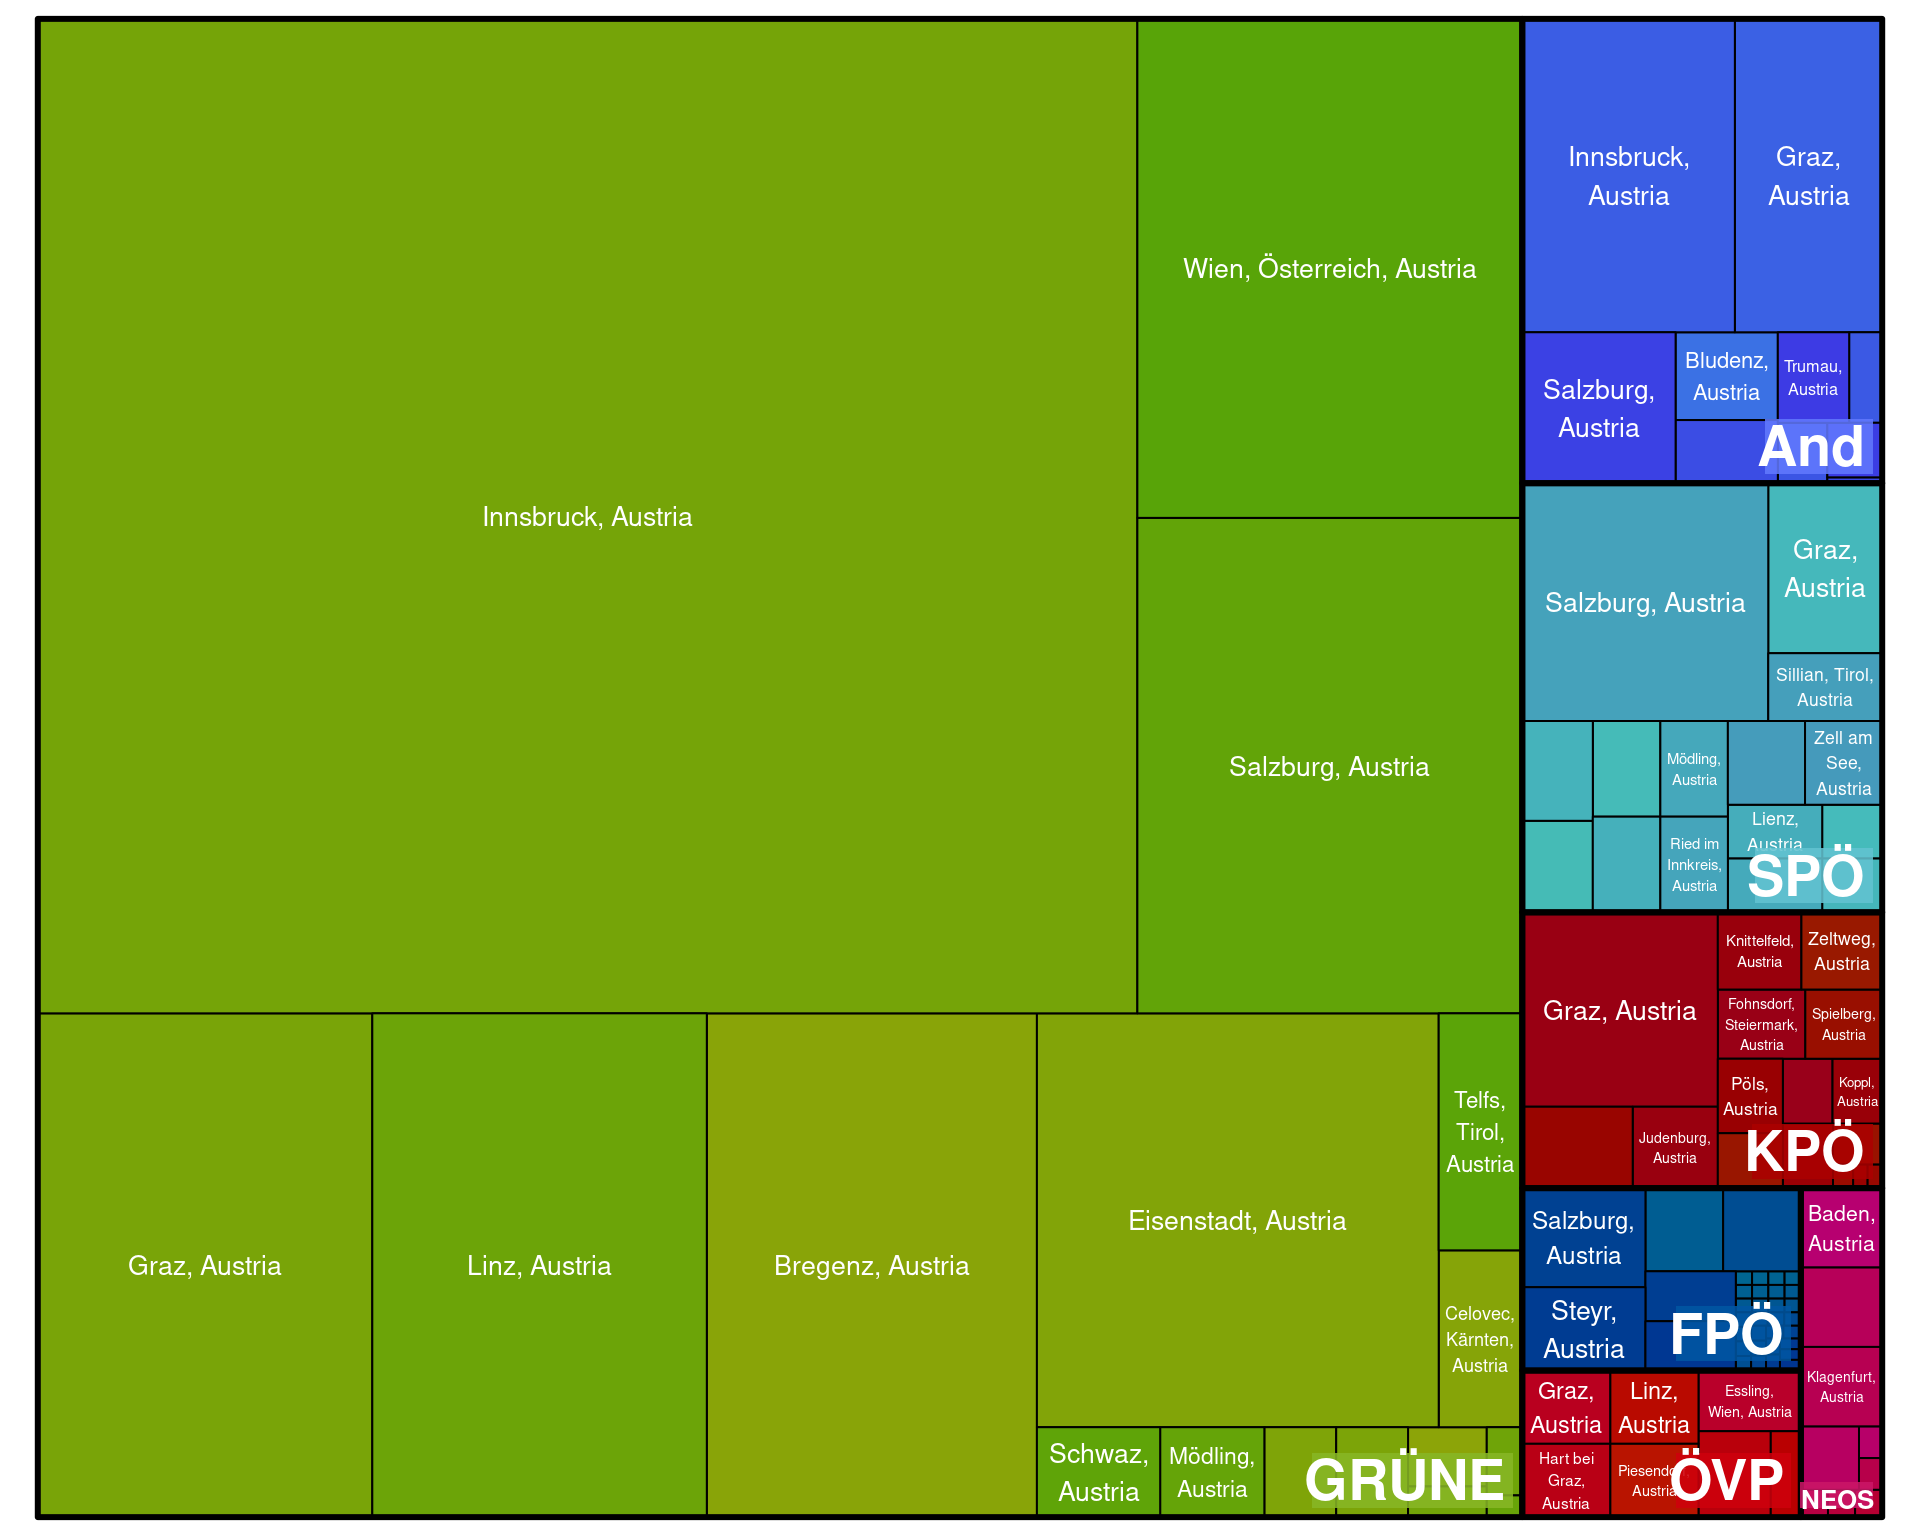 Innsbruck, Austria
Wien, Österreich, Austria
Salzburg, Austria
Graz, Austria
Linz, Austria
Bregenz, Austria
Eisenstadt, Austria
Telfs,
Tirol,
Austria
Celovec,
Kärnten,
Austria
Schwaz,
Austria
Mödling,
Austria
GRÜNE
Innsbruck,
Austria
Graz,
Austria
Salzburg,
Austria
Bludenz,
Austria
Trumau,
Austria
And
Salzburg, Austria
Graz,
Austria
Sillian, Tirol,
Austria
Mödling,
Austria
Zell am
See,
Austria
Ried im
Innkreis,
Austria
Lienz,
Austria
SPÖ
Graz, Austria
Knittelfeld,
Austria
Zeltweg,
Austria
Fohnsdorf,
Steiermark,
Austria
Spielberg,
Austria
Pöls,
Austria
Koppl,
Austria
Judenburg,
Austria
KPÖ
Salzburg,
Austria
Steyr,
Austria
FPÖ
Baden,
Austria
Klagenfurt,
Austria
NEOS
Graz,
Austria
Linz,
Austria
Essling,
Wien, Austria
Hart bei
Graz,
Austria
Austria
ÖVP